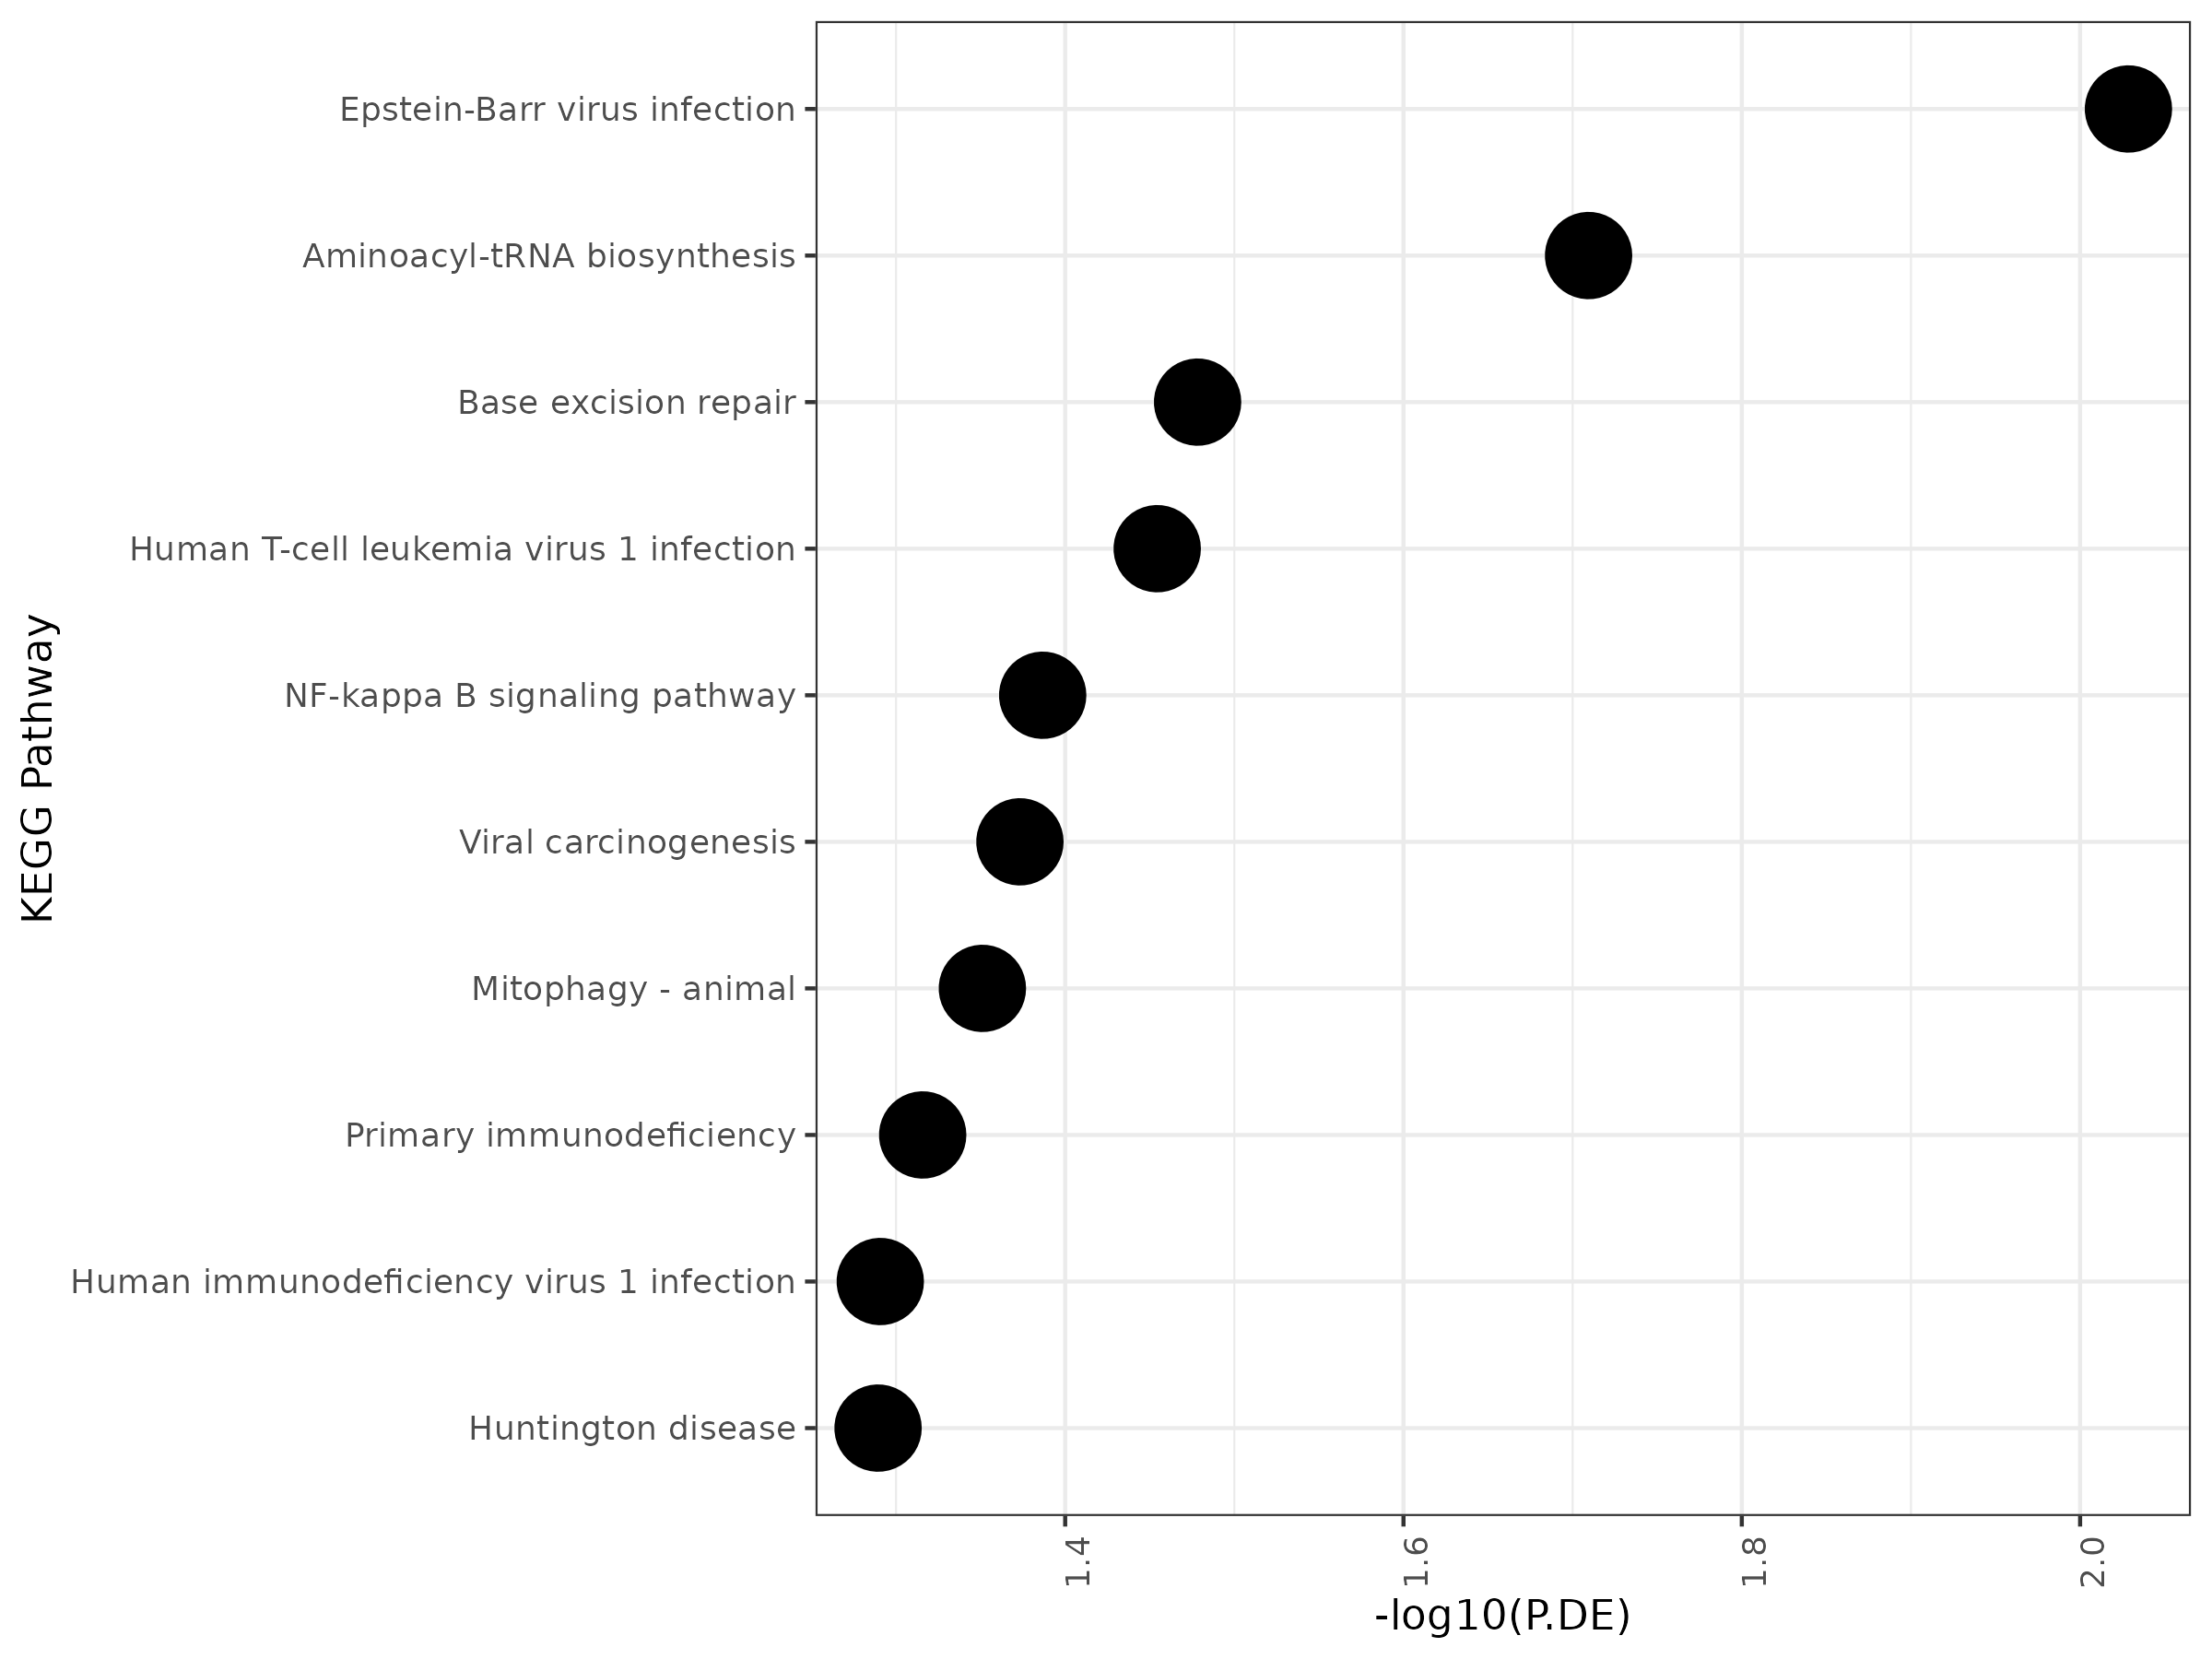 Epstein-Barr virus infection
Aminoacyl-tRNA biosynthesis
Base excision repair
Human T-cell leukemia virus 1 infection
NF-kappa B signaling pathway
Viral carcinogenesis
Mitophagy - animal
Primary immunodeficiency
Human immunodeficiency virus 1 infection
Huntington disease
KEGG Pathway
1.4
1.6
1.8
2.0
-log10(P.DE)